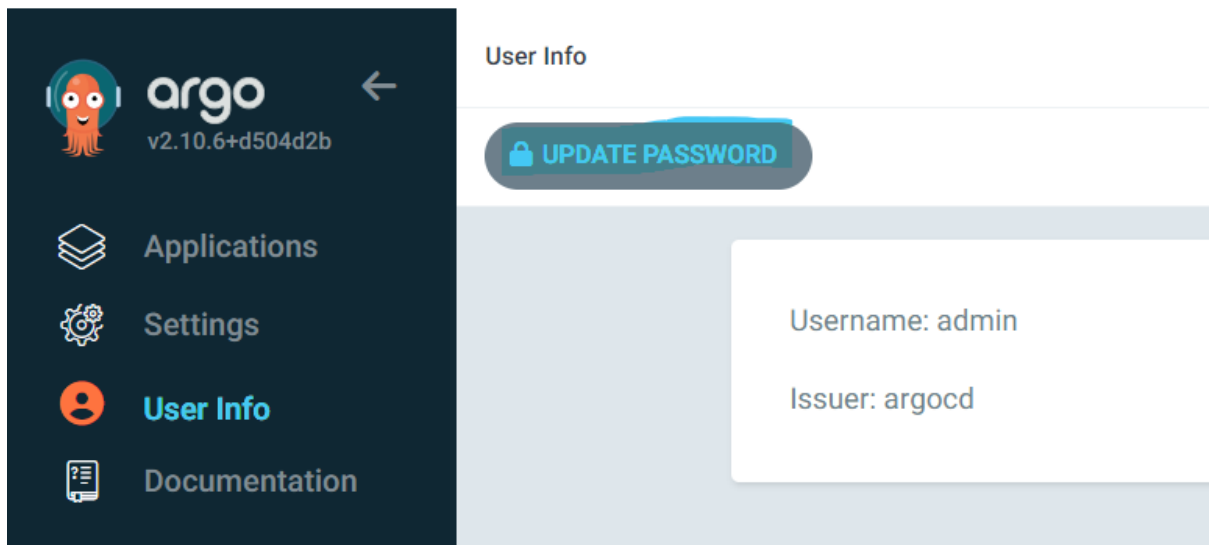 argo
v2.10.6+d504d2b
Applications
Settings
User Info
Documentation
User Info
UPDATE PASSWORD
Username: admin
Issuer: argocd